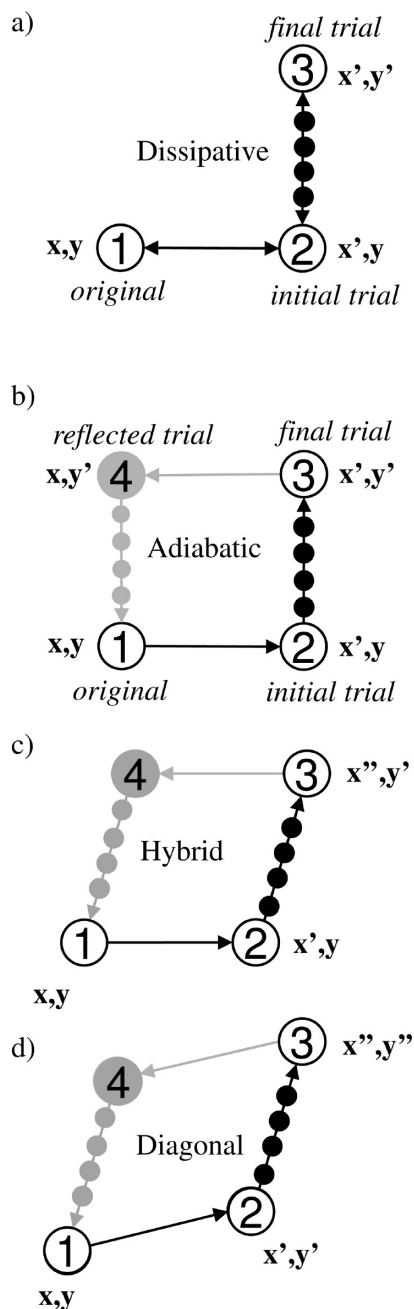 a)
final trial
3 x’,y’
Dissipative
x,y 1 2 x’,y
original initial trial
b)
reflected trial final trial
x,y’ 4 3 x’,y’
Adiabatic
x,y 1 2 x’,y
original initial trial
c)
4 3 x’’,y’
Hybrid
1 2 x’,y
x,y
d)
3 x’’,y’’
4
Diagonal
2
1 x’,y’
x,y